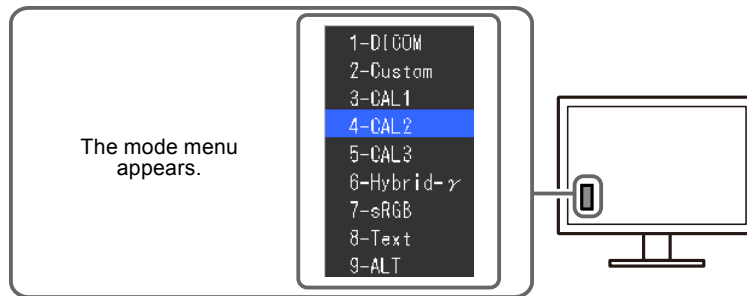 The mode menu
appears.
1-DICOM
2-Custom
3-CAL1
4-CAL2
5-CAL3
6-Hybrid-γ
7-sRGB
8-Text
9-ALT